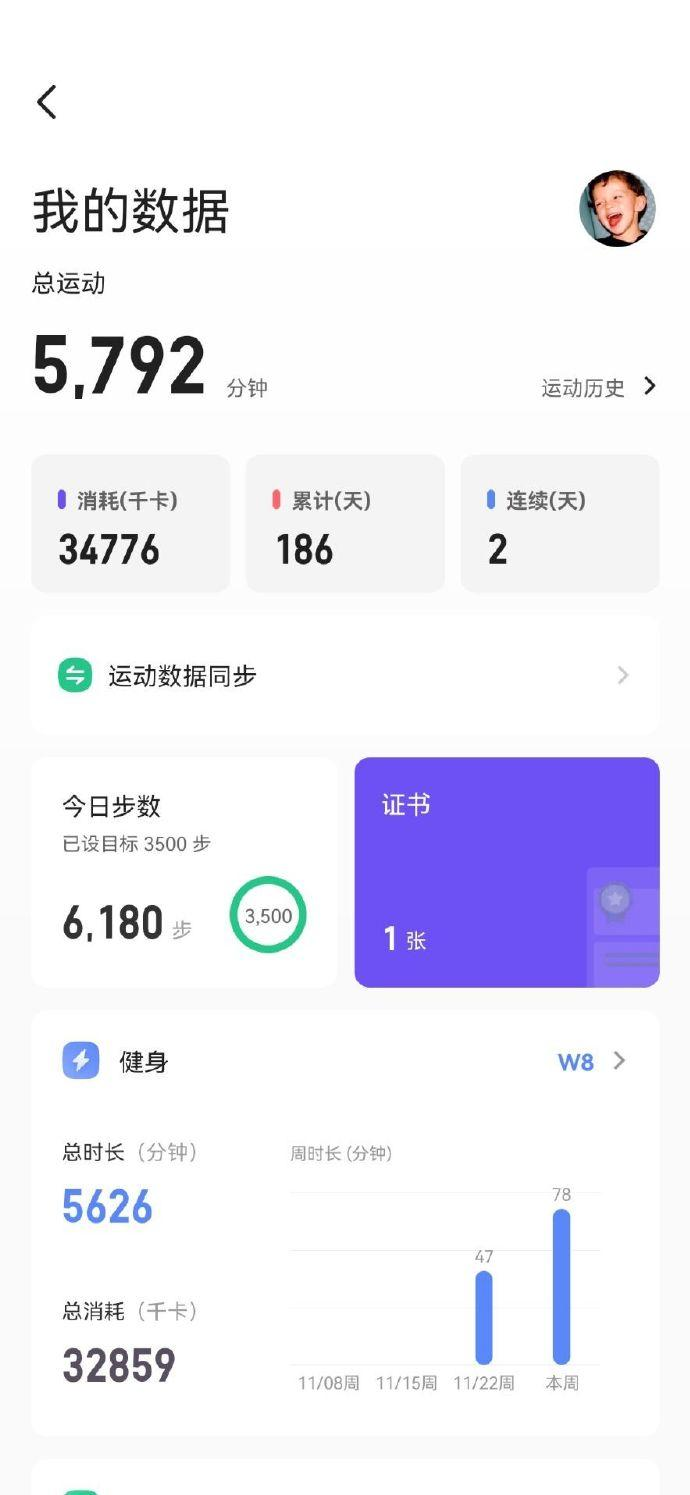 我的数据
总运动
5,792 分钟
运动历史
消耗(千卡)
34776
累计(天)
186
连续(天)
2
运动数据同步
今日步数
已设目标 3500 步
6,180 步
3,500
证书
1 张
健身
W8
总时长（分钟）
5626
总消耗（千卡）
32859
周时长 (分钟)
78
47
11/08周 11/15周 11/22周 本周